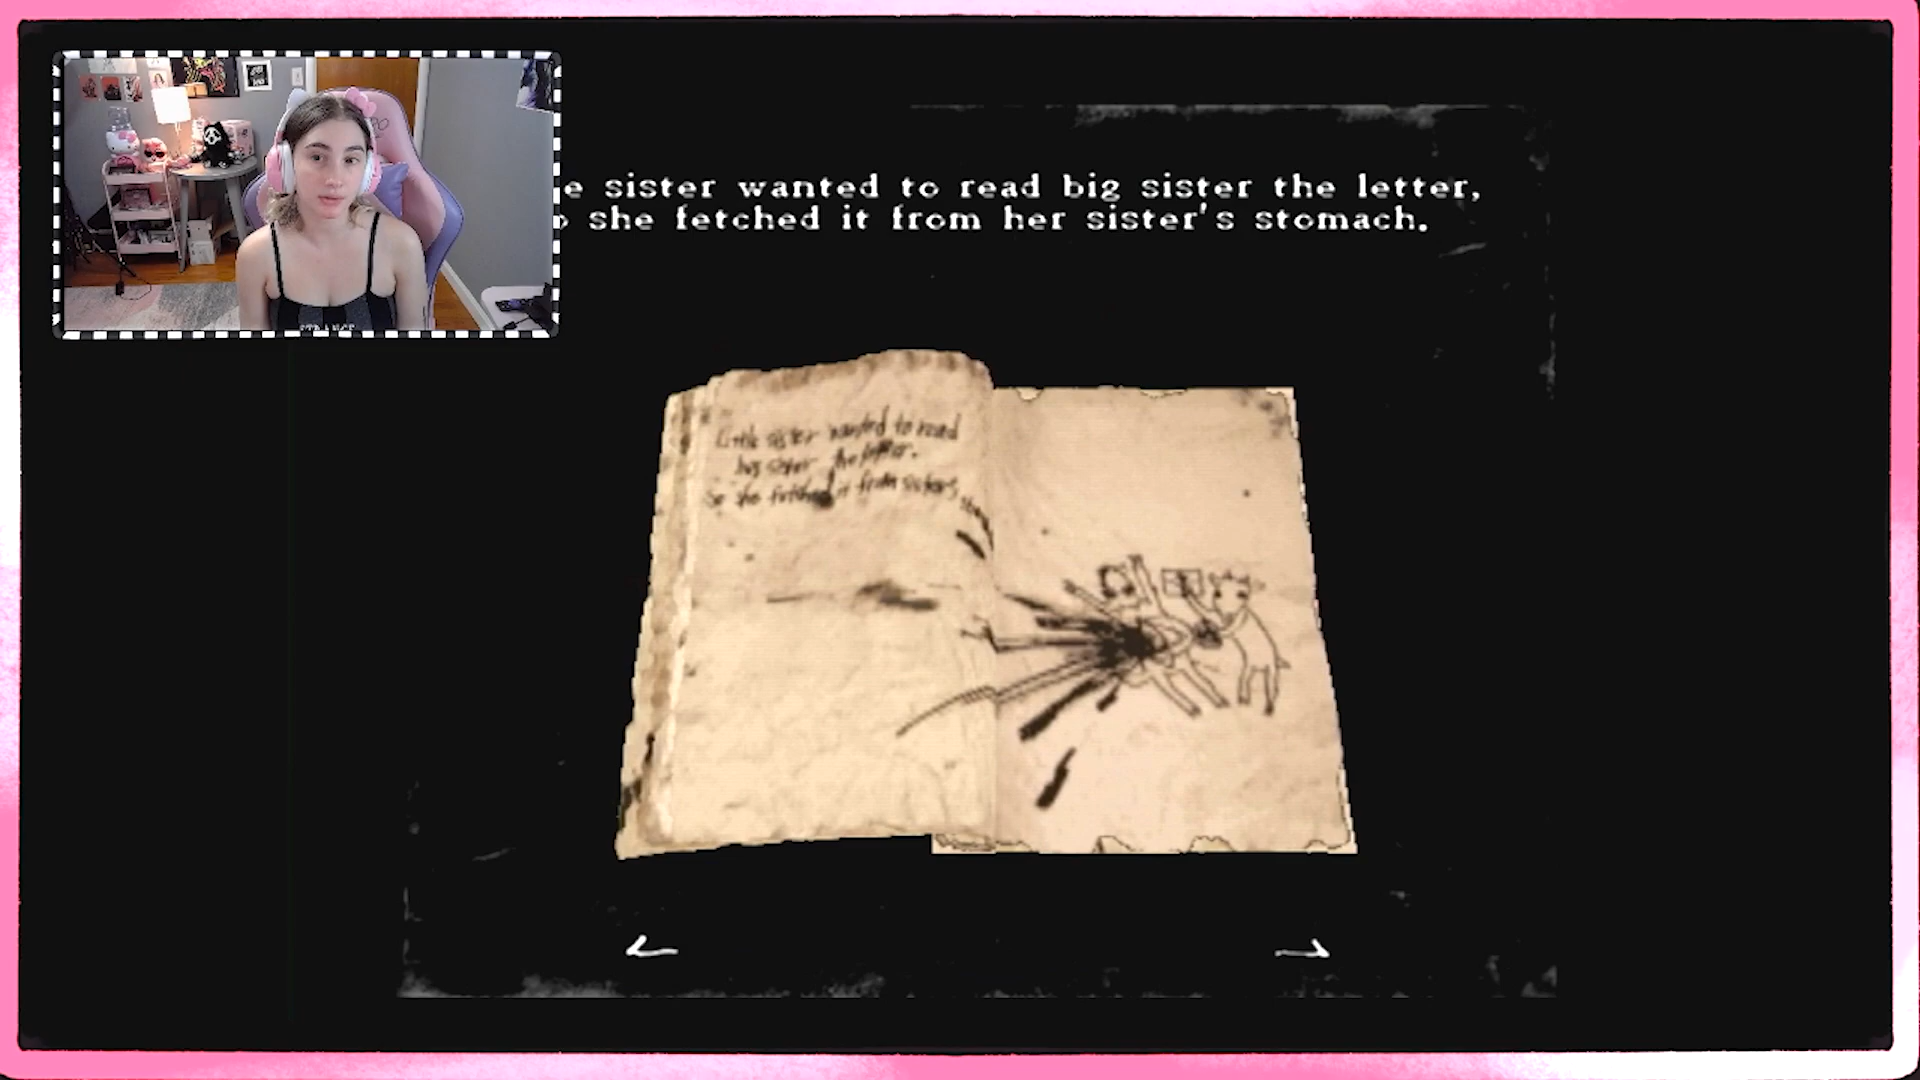 e sister wanted to read big sister the letter,
she fetched it from her sister's stomach.
Little sister wanted to read
big sister the letter.
So she fetched it from sister's
STRANGE